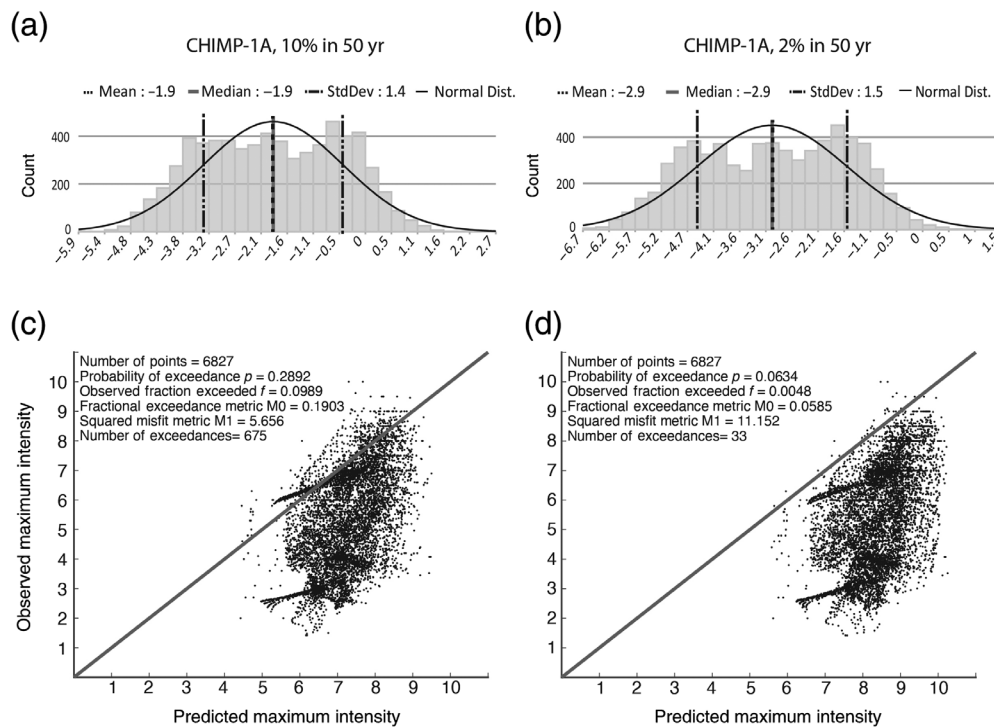 (a)
CHIMP-1A, 10% in 50 yr
Mean : −1.9 Median : −1.9 StdDev : 1.4 Normal Dist.
Count
400
200
0
−5.9 −5.4 −4.8 −4.3 −3.8 −3.2 −2.7 −2.1 −1.6 −0.5 0 0.5 1.1 1.6 2.2 2.7
(b)
CHIMP-1A, 2% in 50 yr
Mean : −2.9 Median : −2.9 StdDev : 1.5 Normal Dist.
Count
400
200
0
−6.7 −6.2 −5.7 −5.2 −4.7 −4.1 −3.6 −3.1 −2.6 −2.1 −1.6 −1.1 −0.5 0 0.5 1 1.5
(c)
Number of points = 6827
Probability of exceedance p = 0.2892
Observed fraction exceeded f = 0.0989
Fractional exceedance metric M0 = 0.1903
Squared misfit metric M1 = 5.656
Number of exceedances= 675
Observed maximum intensity
10
9
8
7
6
5
4
3
2
1
1 2 3 4 5 6 7 8 9 10
Predicted maximum intensity
(d)
Number of points = 6827
Probability of exceedance p = 0.0634
Observed fraction exceeded f = 0.0048
Fractional exceedance metric M0 = 0.0585
Squared misfit metric M1 = 11.152
Number of exceedances= 33
10
9
8
7
6
5
4
3
2
1
1 2 3 4 5 6 7 8 9 10
Predicted maximum intensity